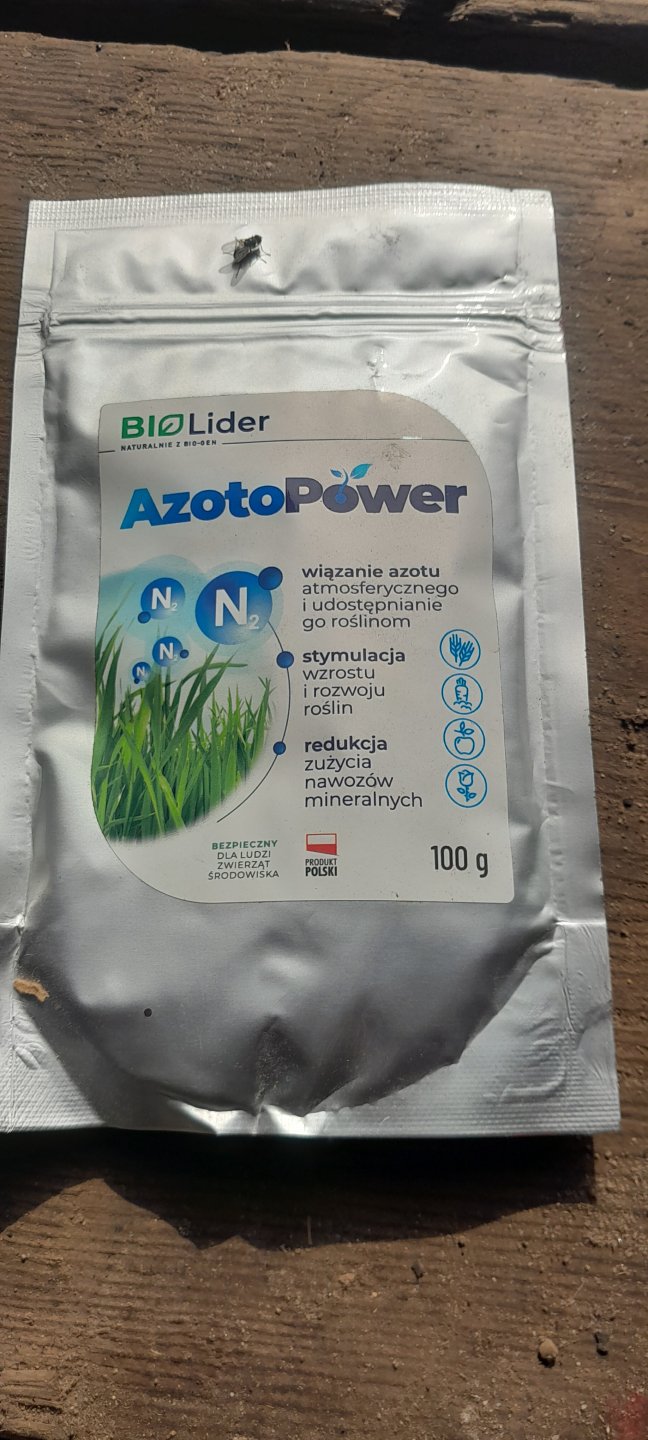 BIOLider
NATURALNIE Z BIO-GEN
AzotoPower
N2
N2
N2
N
wiązanie azotu
atmosferycznego
i udostępnianie
go roślinom
stymulacja
wzrostu
i rozwoju
roślin
redukcja
zużycia
nawozów
mineralnych
BEZPIECZNY
DLA LUDZI
ZWIERZĄT
ŚRODOWISKA
PRODUKT
POLSKI
100 g